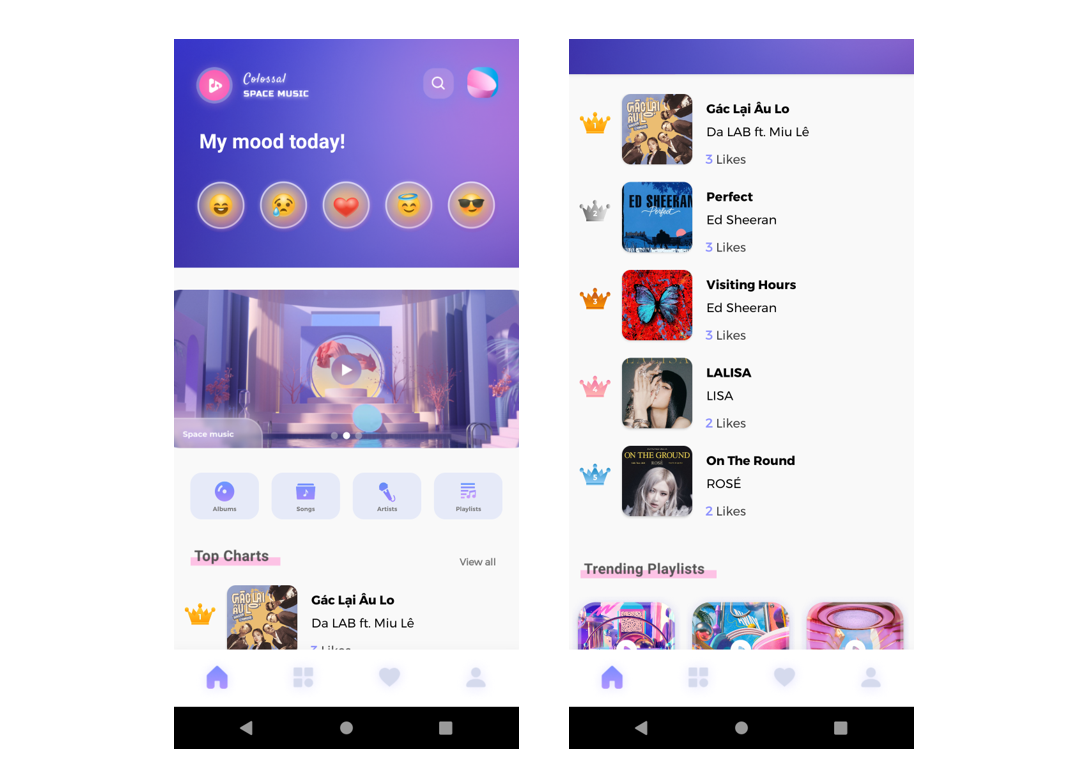 Colossal
SPACE MUSIC
My mood today!
Space music
Albums
Songs
Artists
Playlists
Top Charts
View all
1
GÁC LẠI
ÂU LO
Gác Lại Âu Lo
Da LAB ft. Miu Lê
3 Likes
1
GÁC LẠI
ÂU LO
Gác Lại Âu Lo
Da LAB ft. Miu Lê
3 Likes
2
ED SHEERAN
Perfect
Perfect
Ed Sheeran
3 Likes
3
Visiting Hours
Ed Sheeran
3 Likes
4
LALISA
LISA
2 Likes
5
ON THE GROUND
ROSÉ
On The Round
ROSÉ
2 Likes
Trending Playlists